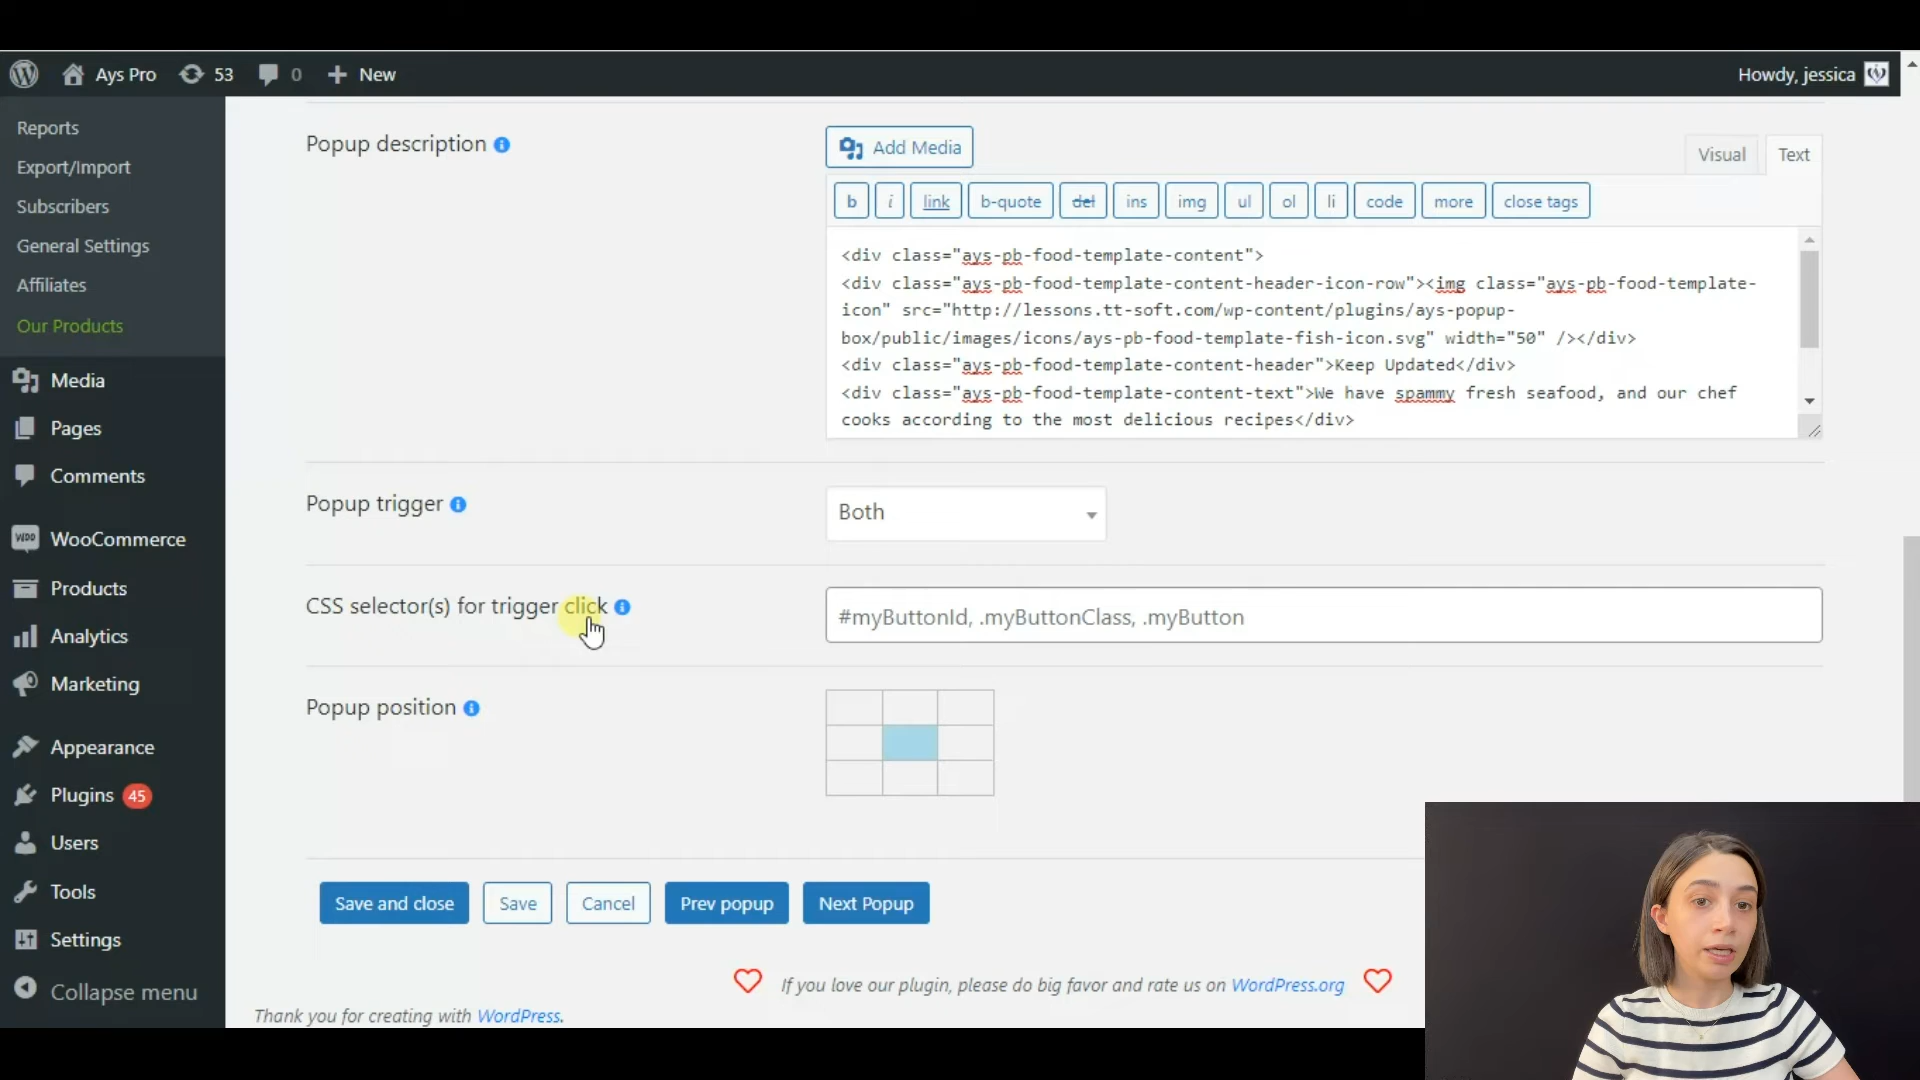 Ays Pro 53 0 New Howdy, jessica
Reports
Export/Import
Subscribers
General Settings
Affiliates
Our Products
Media
Pages
Comments
WOO WooCommerce
Products
Analytics
Marketing
Appearance
Plugins 45
Users
Tools
Settings
Collapse menu
Popup description
Add Media
Visual Text
b i link b-quote del ins img ul ol li code more close tags
<div class="ays-pb-food-template-content">
<div class="ays-pb-food-template-content-header-icon-row"><img class="ays-pb-food-template-
icon" src="http://lessons.tt-soft.com/wp-content/plugins/ays-popup-
box/public/images/icons/ays-pb-food-template-fish-icon.svg" width="50" /></div>
<div class="ays-pb-food-template-content-header">Keep Updated</div>
<div class="ays-pb-food-template-content-text">We have spammy fresh seafood, and our chef
cooks according to the most delicious recipes</div>
Popup trigger
Both
CSS selector(s) for trigger click
#myButtonId, .myButtonClass, .myButton
Popup position
Save and close Save Cancel Prev popup Next Popup
If you love our plugin, please do big favor and rate us on WordPress.org
Thank you for creating with WordPress.